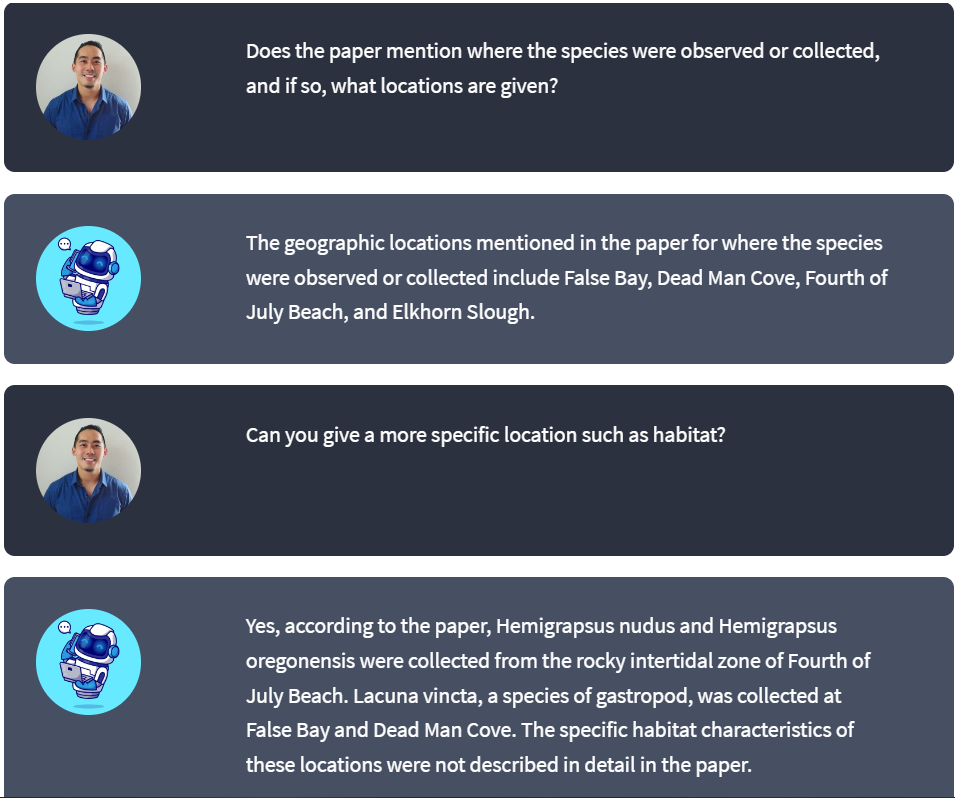 Does the paper mention where the species were observed or collected,
and if so, what locations are given?
The geographic locations mentioned in the paper for where the species
were observed or collected include False Bay, Dead Man Cove, Fourth of
July Beach, and Elkhorn Slough.
Can you give a more specific location such as habitat?
Yes, according to the paper, Hemigrapsus nudus and Hemigrapsus
oregonensis were collected from the rocky intertidal zone of Fourth of
July Beach. Lacuna vincta, a species of gastropod, was collected at
False Bay and Dead Man Cove. The specific habitat characteristics of
these locations were not described in detail in the paper.